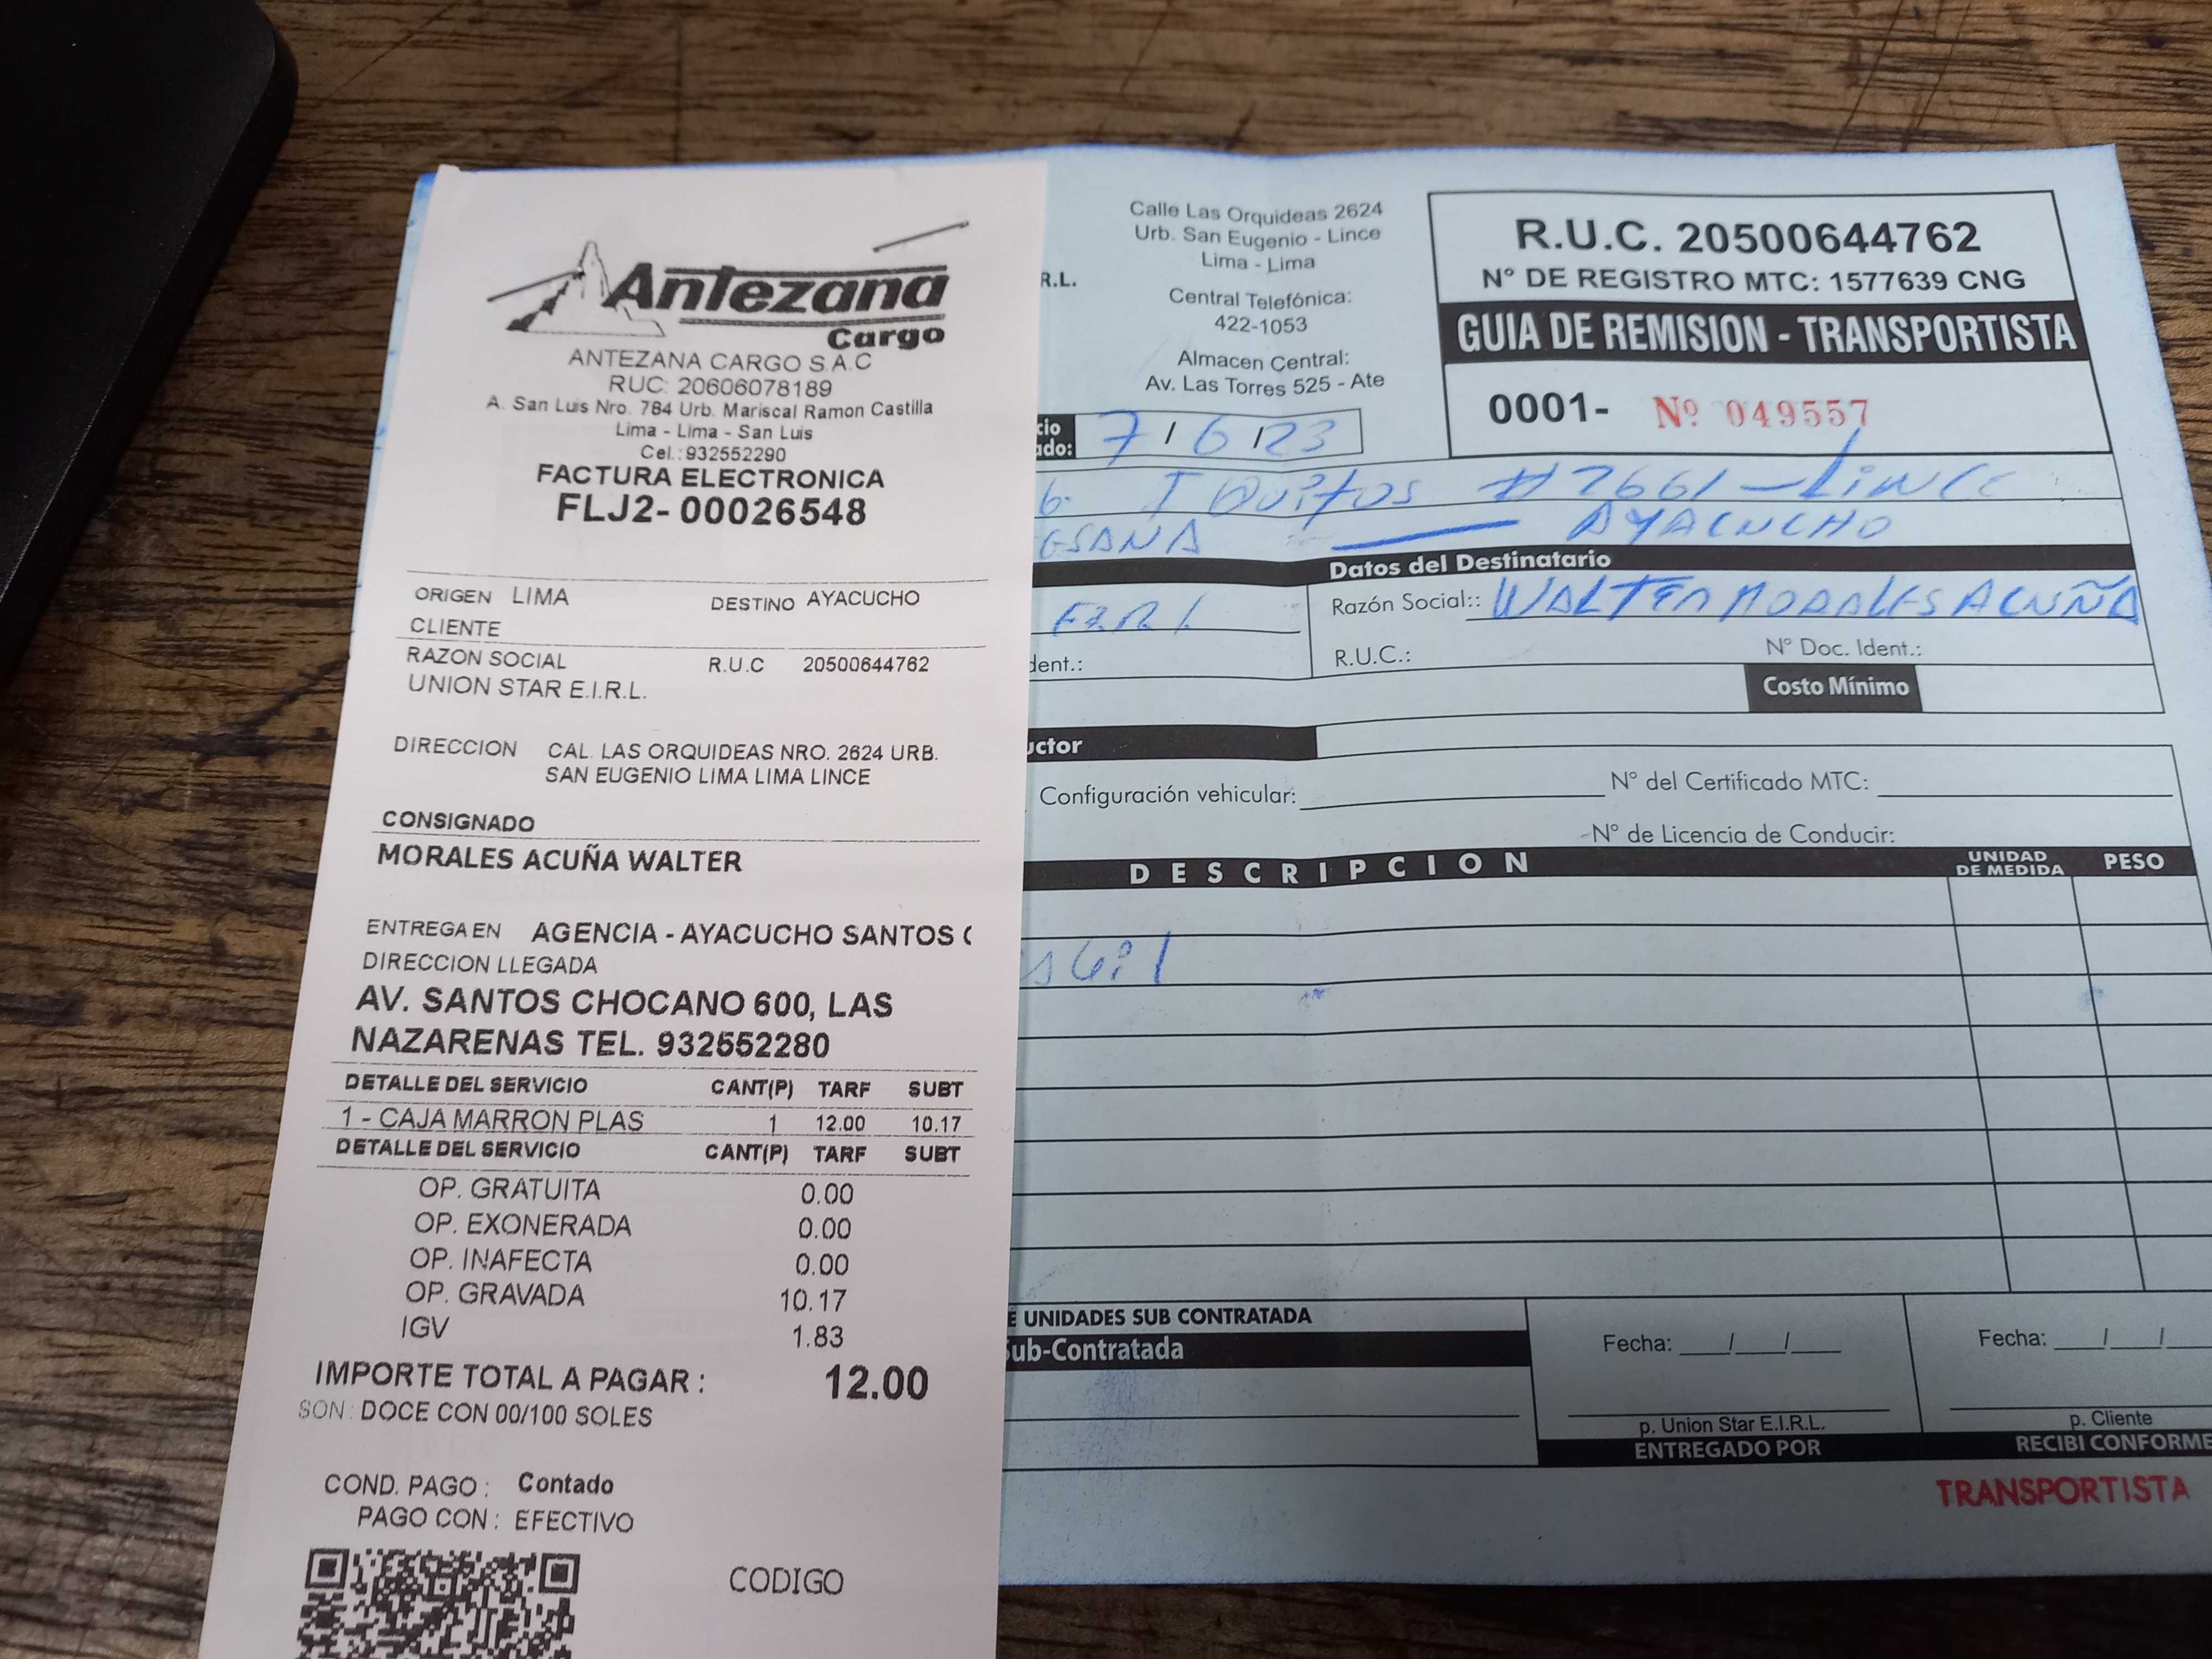 Antezana
Cargo
ANTEZANA CARGO S.A.C
RUC: 20606078189
A. San Luis Nro. 784 Urb. Mariscal Ramon Castilla
Lima - Lima - San Luis
Cel.:932552290
FACTURA ELECTRONICA
FLJ2- 00026548
ORIGEN LIMA DESTINO AYACUCHO
CLIENTE
RAZON SOCIAL R.U.C 20500644762
UNION STAR E.I.R.L.
DIRECCION CAL. LAS ORQUIDEAS NRO. 2624 URB.
SAN EUGENIO LIMA LIMA LINCE
CONSIGNADO
MORALES ACUÑA WALTER
ENTREGA EN AGENCIA - AYACUCHO SANTOS
DIRECCION LLEGADA
AV. SANTOS CHOCANO 600, LAS
NAZARENAS TEL. 932552280
DETALLE DEL SERVICIO CANT(P) TARF SUBT
1 - CAJA MARRON PLAS 1 12.00 10.17
DETALLE DEL SERVICIO CANT(P) TARF SUBT
OP. GRATUITA 0.00
OP. EXONERADA 0.00
OP. INAFECTA 0.00
OP. GRAVADA 10.17
IGV 1.83
IMPORTE TOTAL A PAGAR : 12.00
SON : DOCE CON 00/100 SOLES
COND. PAGO : Contado
PAGO CON : EFECTIVO
CODIGO
R.L.
Calle Las Orquideas 2624
Urb. San Eugenio - Lince
Lima - Lima
Central Telefónica:
422-1053
Almacen Central:
Av. Las Torres 525 - Ate
R.U.C. 20500644762
N° DE REGISTRO MTC: 1577639 CNG
GUIA DE REMISION - TRANSPORTISTA
0001- Nº 049557
cio
ado: 7/6/23
IQuitos # 2661 - Lince
ESANA — AYACUCHO
Datos del Destinatario
Razón Social:: WALTER MORALES ACUÑA
dent.: R.U.C.: N° Doc. Ident.:
Costo Mínimo
uctor
Configuración vehicular: N° del Certificado MTC:
N° de Licencia de Conducir:
DESCRIPCION UNIDAD DE MEDIDA PESO
E UNIDADES SUB CONTRATADA
Sub-Contratada
Fecha: / / Fecha: / /
p. Union Star E.I.R.L. p. Cliente
ENTREGADO POR RECIBI CONFORME
TRANSPORTISTA